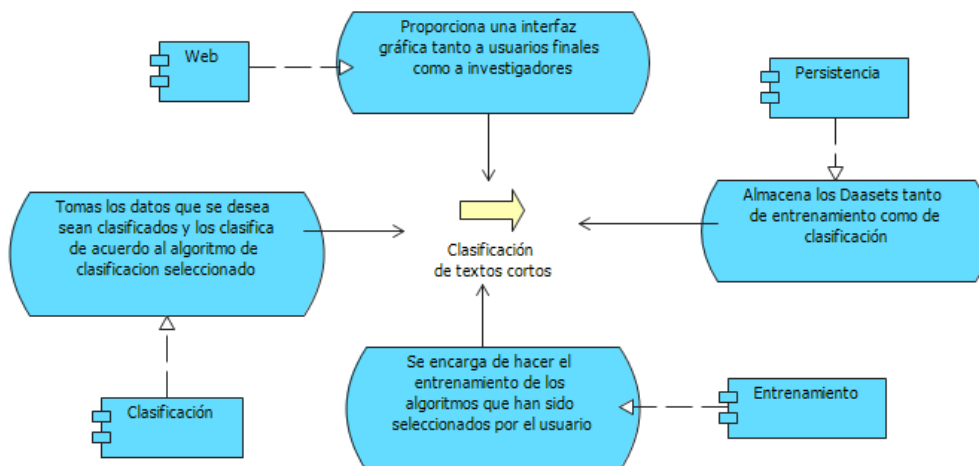 Proporciona una interfaz
gráfica tanto a usuarios finales
como a investigadores
Web
Persistencia
Tomas los datos que se desea
sean clasificados y los clasifica
de acuerdo al algoritmo de
clasificacion seleccionado
Almacena los Daasets tanto
de entrenamiento como de
clasificación
Clasificación
de textos cortos
Se encarga de hacer el
entrenamiento de los
algoritmos que han sido
seleccionados por el usuario
Entrenamiento
Clasificación